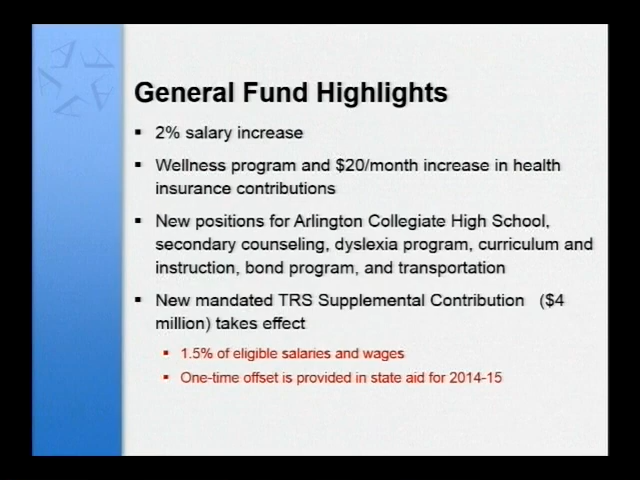 General Fund Highlights
▪ 2% salary increase
▪ Wellness program and $20/month increase in health
insurance contributions
▪ New positions for Arlington Collegiate High School,
secondary counseling, dyslexia program, curriculum and
instruction, bond program, and transportation
▪ New mandated TRS Supplemental Contribution ($4
million) takes effect
▪ 1.5% of eligible salaries and wages
▪ One-time offset is provided in state aid for 2014-15